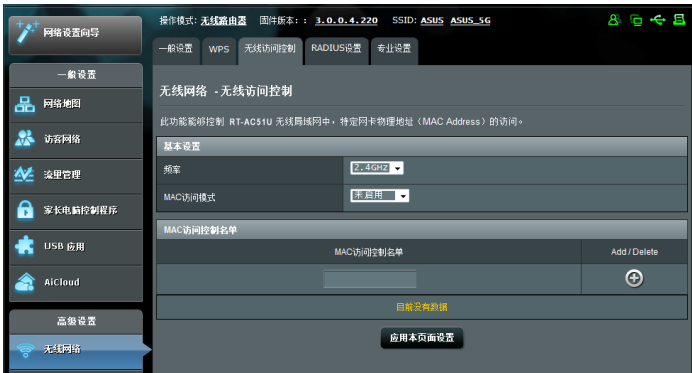 网络设置向导
操作模式: 无线路由器 固件版本: : 3.0.0.4.220 SSID: ASUS ASUS_5G
一般设置 WPS 无线访问控制 RADIUS设置 专业设置
一般设置
网络地图
访客网络
流量管理
家长电脑控制程序
USB 应用
AiCloud
高级设置
无线网络
无线网络 - 无线访问控制
此功能能够控制 RT-AC51U 无线局域网中，特定网卡物理地址（MAC Address）的访问。
基本设置
频率 2.4GHz
MAC访问模式 未启用
MAC访问控制名单
MAC访问控制名单 Add / Delete
目前没有数据
应用本页面设置